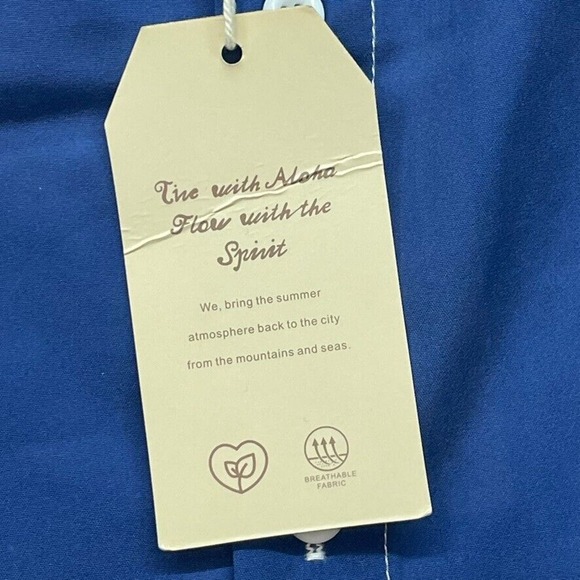 Tive with Aloha
Flow with the
Spirit
We, bring the summer
atmosphere back to the city
from the mountains and seas.
BREATHABLE
FABRIC